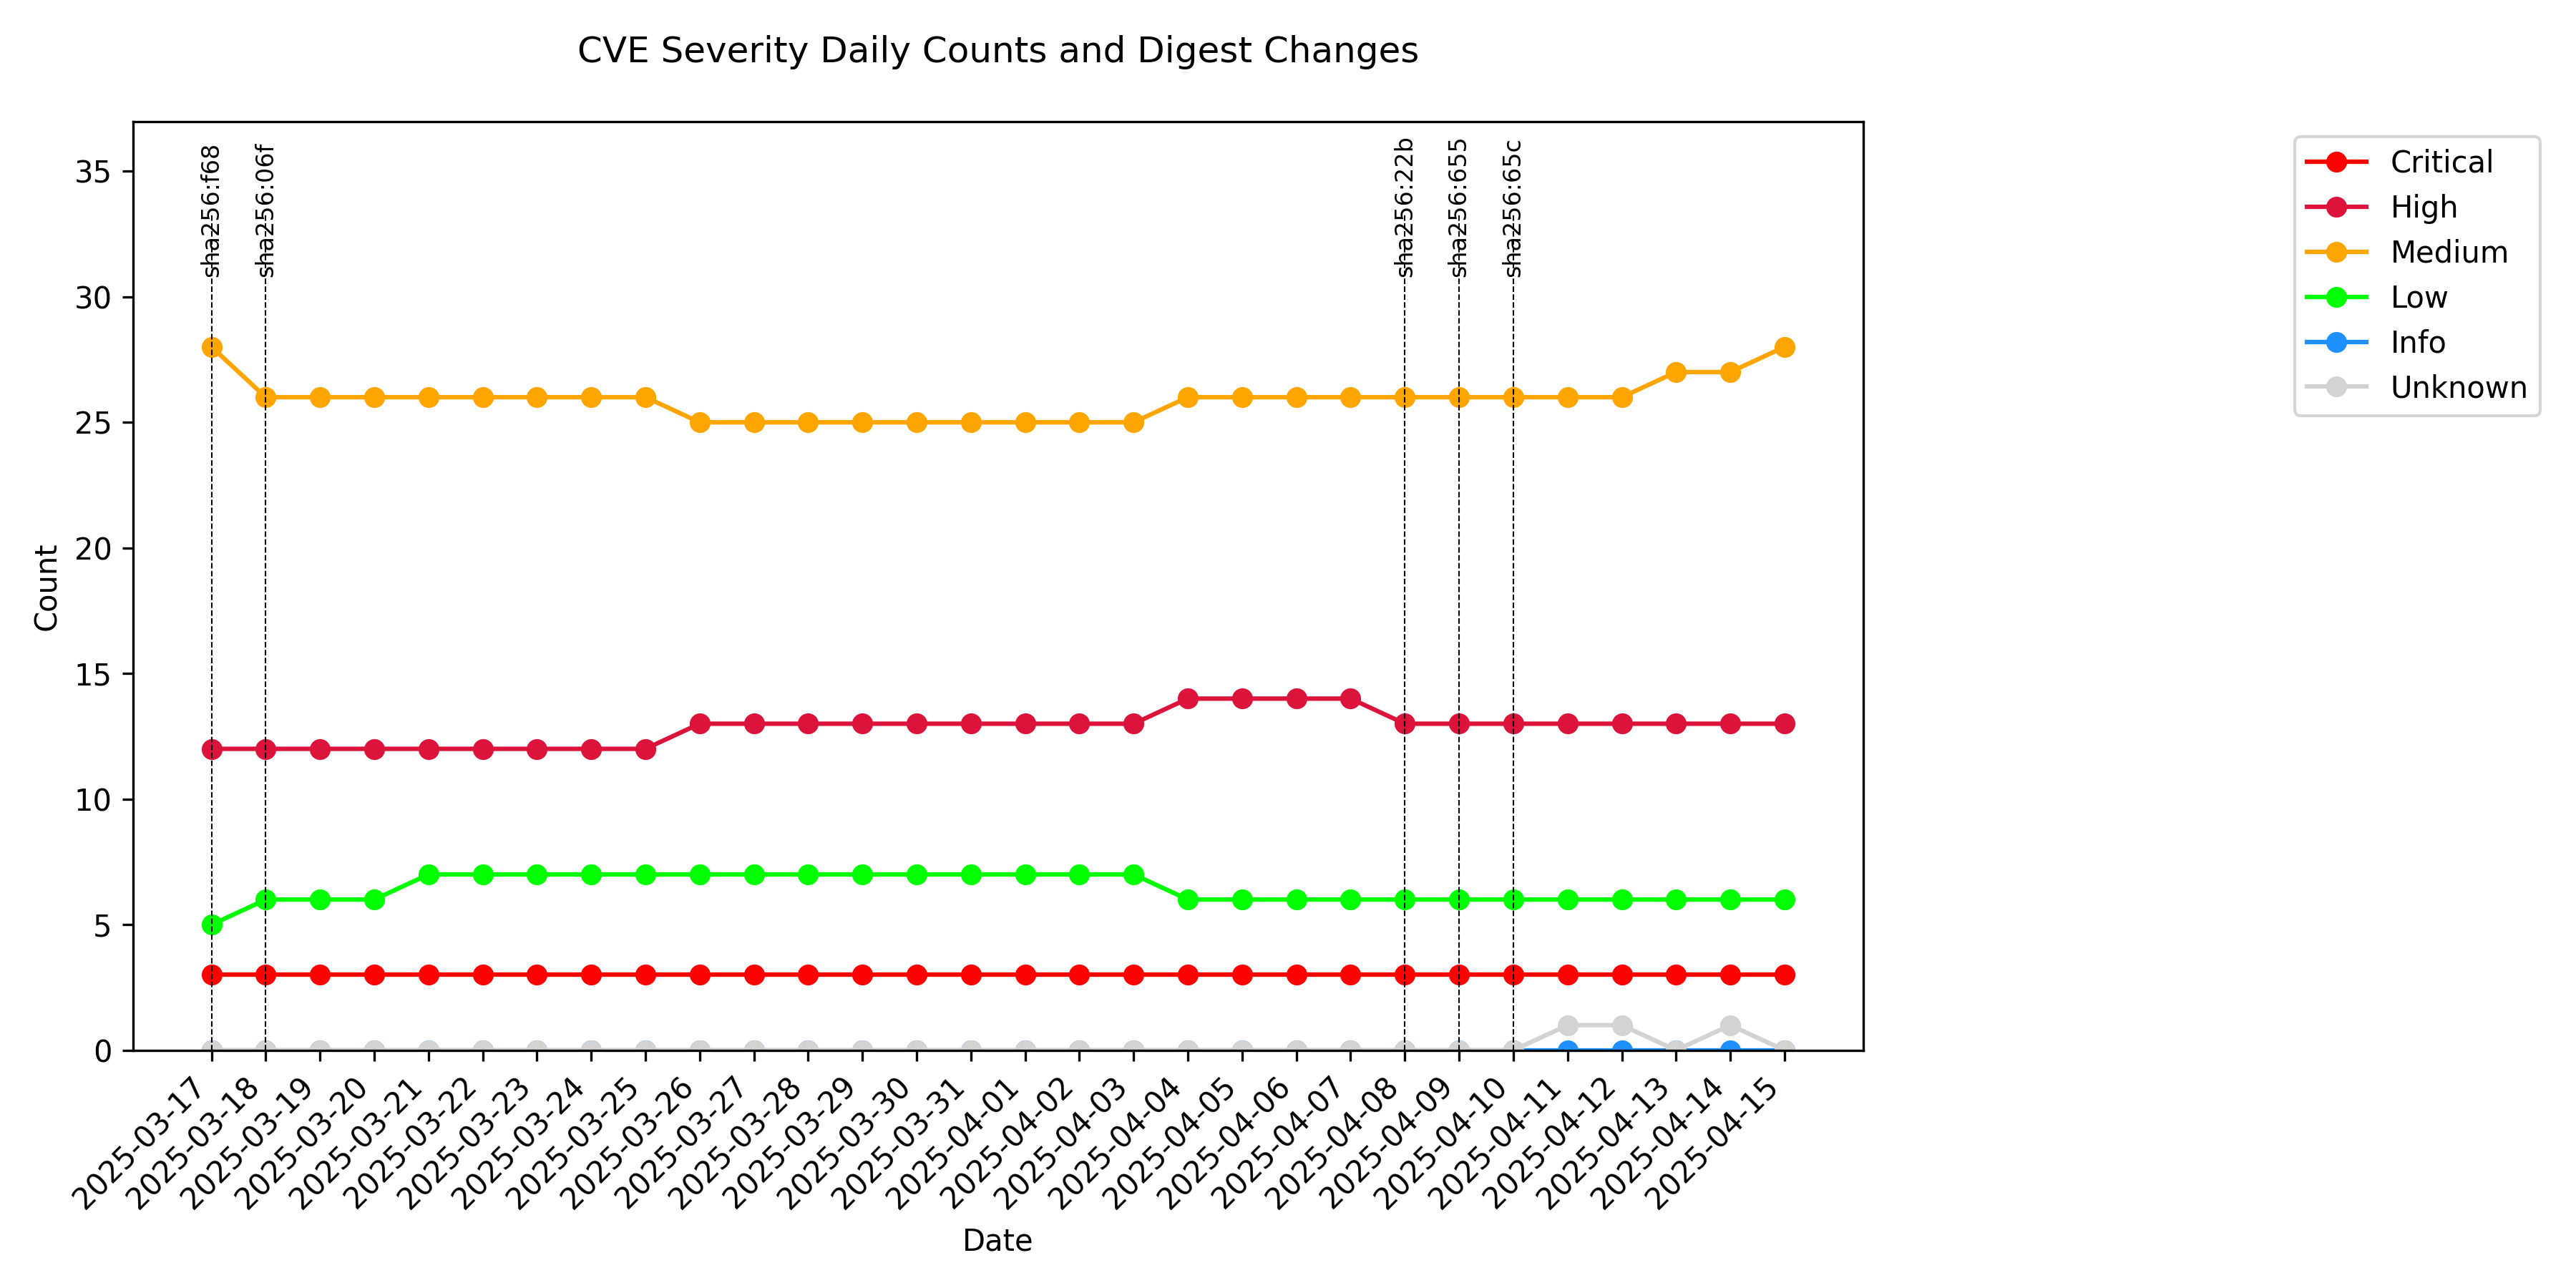 CVE Severity Daily Counts and Digest Changes
sha256:f68
sha256:06f
sha256:22b
sha256:655
sha256:65c
Critical
High
Medium
Low
Info
Unknown
35
30
25
20
15
10
5
0
Count
2025-03-17
2025-03-18
2025-03-19
2025-03-20
2025-03-21
2025-03-22
2025-03-23
2025-03-24
2025-03-25
2025-03-26
2025-03-27
2025-03-28
2025-03-29
2025-03-30
2025-03-31
2025-04-01
2025-04-02
2025-04-03
2025-04-04
2025-04-05
2025-04-06
2025-04-07
2025-04-08
2025-04-09
2025-04-10
2025-04-11
2025-04-12
2025-04-13
2025-04-14
2025-04-15
Date